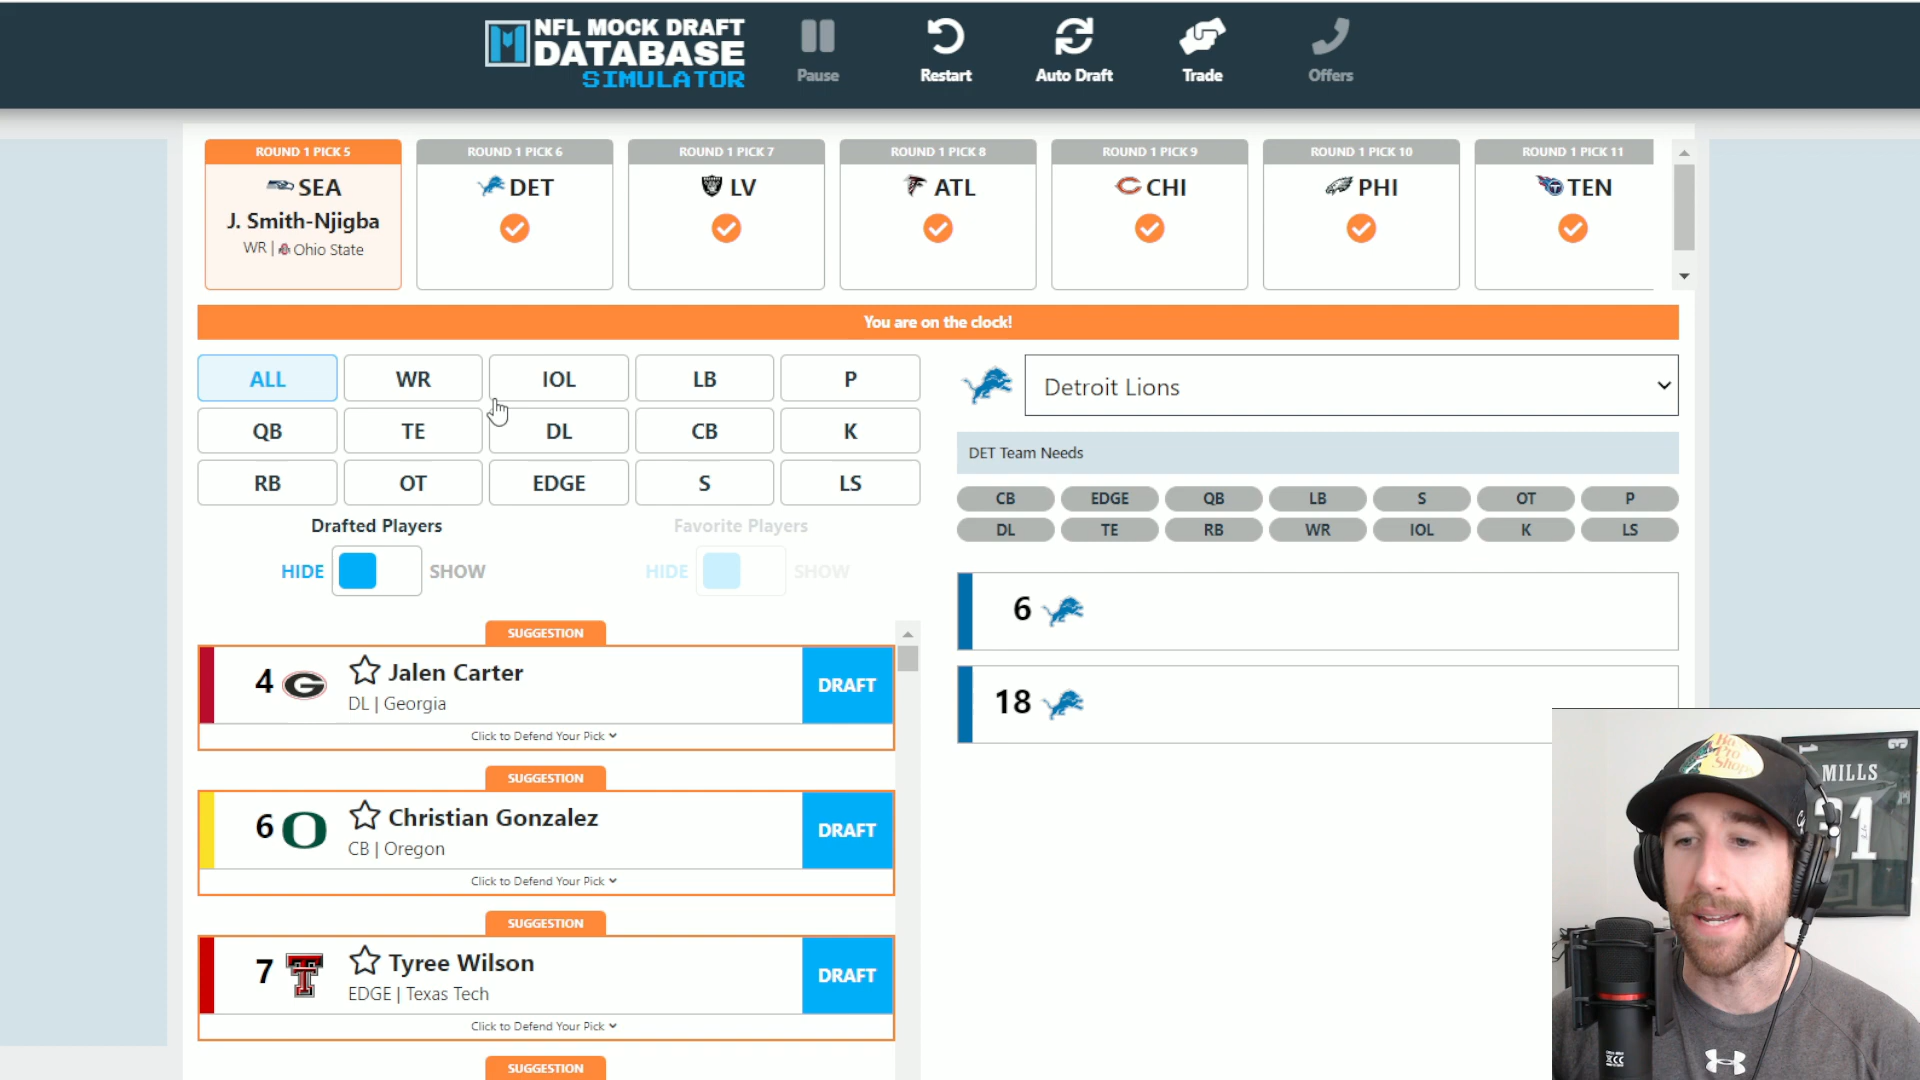 NFL MOCK DRAFT
DATABASE
SIMULATOR
Pause
Restart
Auto Draft
Trade
Offers
ROUND 1 PICK 5
SEA
J. Smith-Njigba
WR | Ohio State
ROUND 1 PICK 6
DET
ROUND 1 PICK 7
LV
ROUND 1 PICK 8
ATL
ROUND 1 PICK 9
CHI
ROUND 1 PICK 10
PHI
ROUND 1 PICK 11
TEN
You are on the clock!
ALL WR IOL LB P
QB TE DL CB K
RB OT EDGE S LS
Drafted Players
HIDE SHOW
Favorite Players
HIDE SHOW
Detroit Lions
DET Team Needs
CB EDGE QB LB S OT P
DL TE RB WR IOL K LS
6
18
SUGGESTION
4 G Jalen Carter
DL | Georgia
DRAFT
Click to Defend Your Pick
SUGGESTION
6 O Christian Gonzalez
CB | Oregon
DRAFT
Click to Defend Your Pick
SUGGESTION
7 T Tyree Wilson
EDGE | Texas Tech
DRAFT
Click to Defend Your Pick
SUGGESTION
Bass
Pro
Shops
MILLS
31